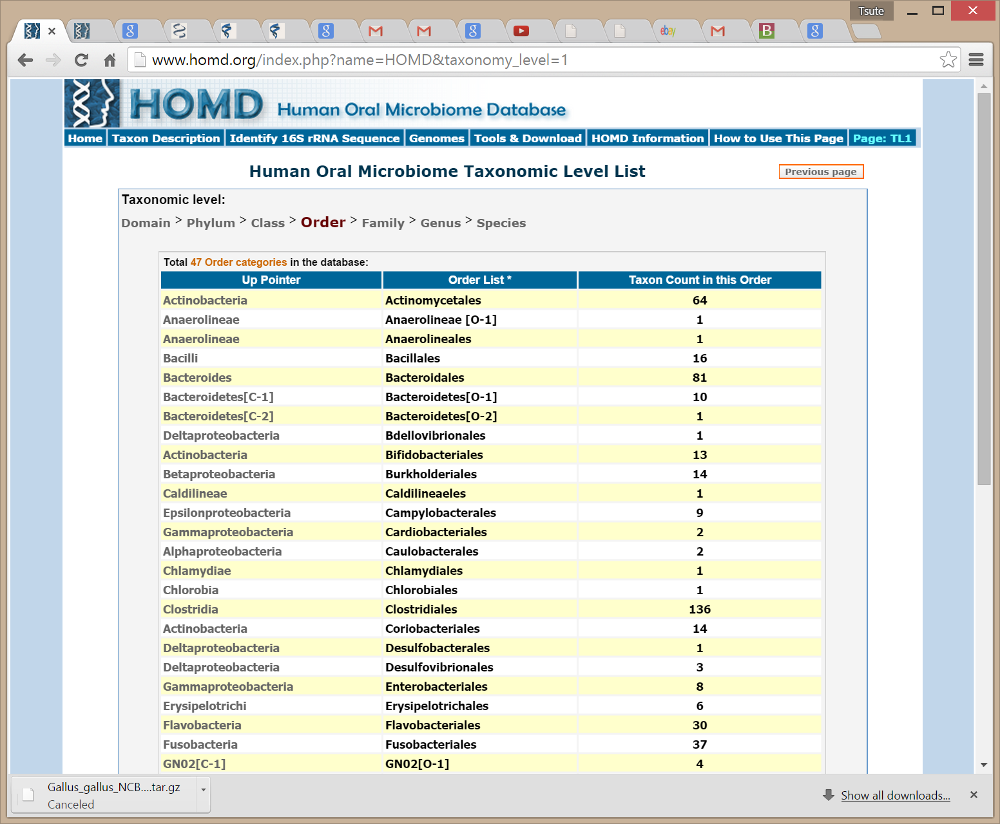 Tsute
www.homd.org/index.php?name=HOMD&taxonomy_level=1
HOMD Human Oral Microbiome Database
Home Taxon Description Identify 16S rRNA Sequence Genomes Tools & Download HOMD Information How to Use This Page Page: TL1
Human Oral Microbiome Taxonomic Level List Previous page
Taxonomic level:
Domain > Phylum > Class > Order > Family > Genus > Species
Total 47 Order categories in the database:
Up Pointer Order List * Taxon Count in this Order
Actinobacteria Actinomycetales 64
Anaerolineae Anaerolineae [O-1] 1
Anaerolineae Anaerolineales 1
Bacilli Bacillales 16
Bacteroides Bacteroidales 81
Bacteroidetes[C-1] Bacteroidetes[O-1] 10
Bacteroidetes[C-2] Bacteroidetes[O-2] 1
Deltaproteobacteria Bdellovibrionales 1
Actinobacteria Bifidobacteriales 13
Betaproteobacteria Burkholderiales 14
Caldilineae Caldilineaeles 1
Epsilonproteobacteria Campylobacterales 9
Gammaproteobacteria Cardiobacteriales 2
Alphaproteobacteria Caulobacterales 2
Chlamydiae Chlamydiales 1
Chlorobia Chlorobiales 1
Clostridia Clostridiales 136
Actinobacteria Coriobacteriales 14
Deltaproteobacteria Desulfobacterales 1
Deltaproteobacteria Desulfovibrionales 3
Gammaproteobacteria Enterobacteriales 8
Erysipelotrichi Erysipelotrichales 6
Flavobacteria Flavobacteriales 30
Fusobacteria Fusobacteriales 37
GN02[C-1] GN02[O-1] 4
Gallus_gallus_NCB....tar.gz
Canceled
Show all downloads...